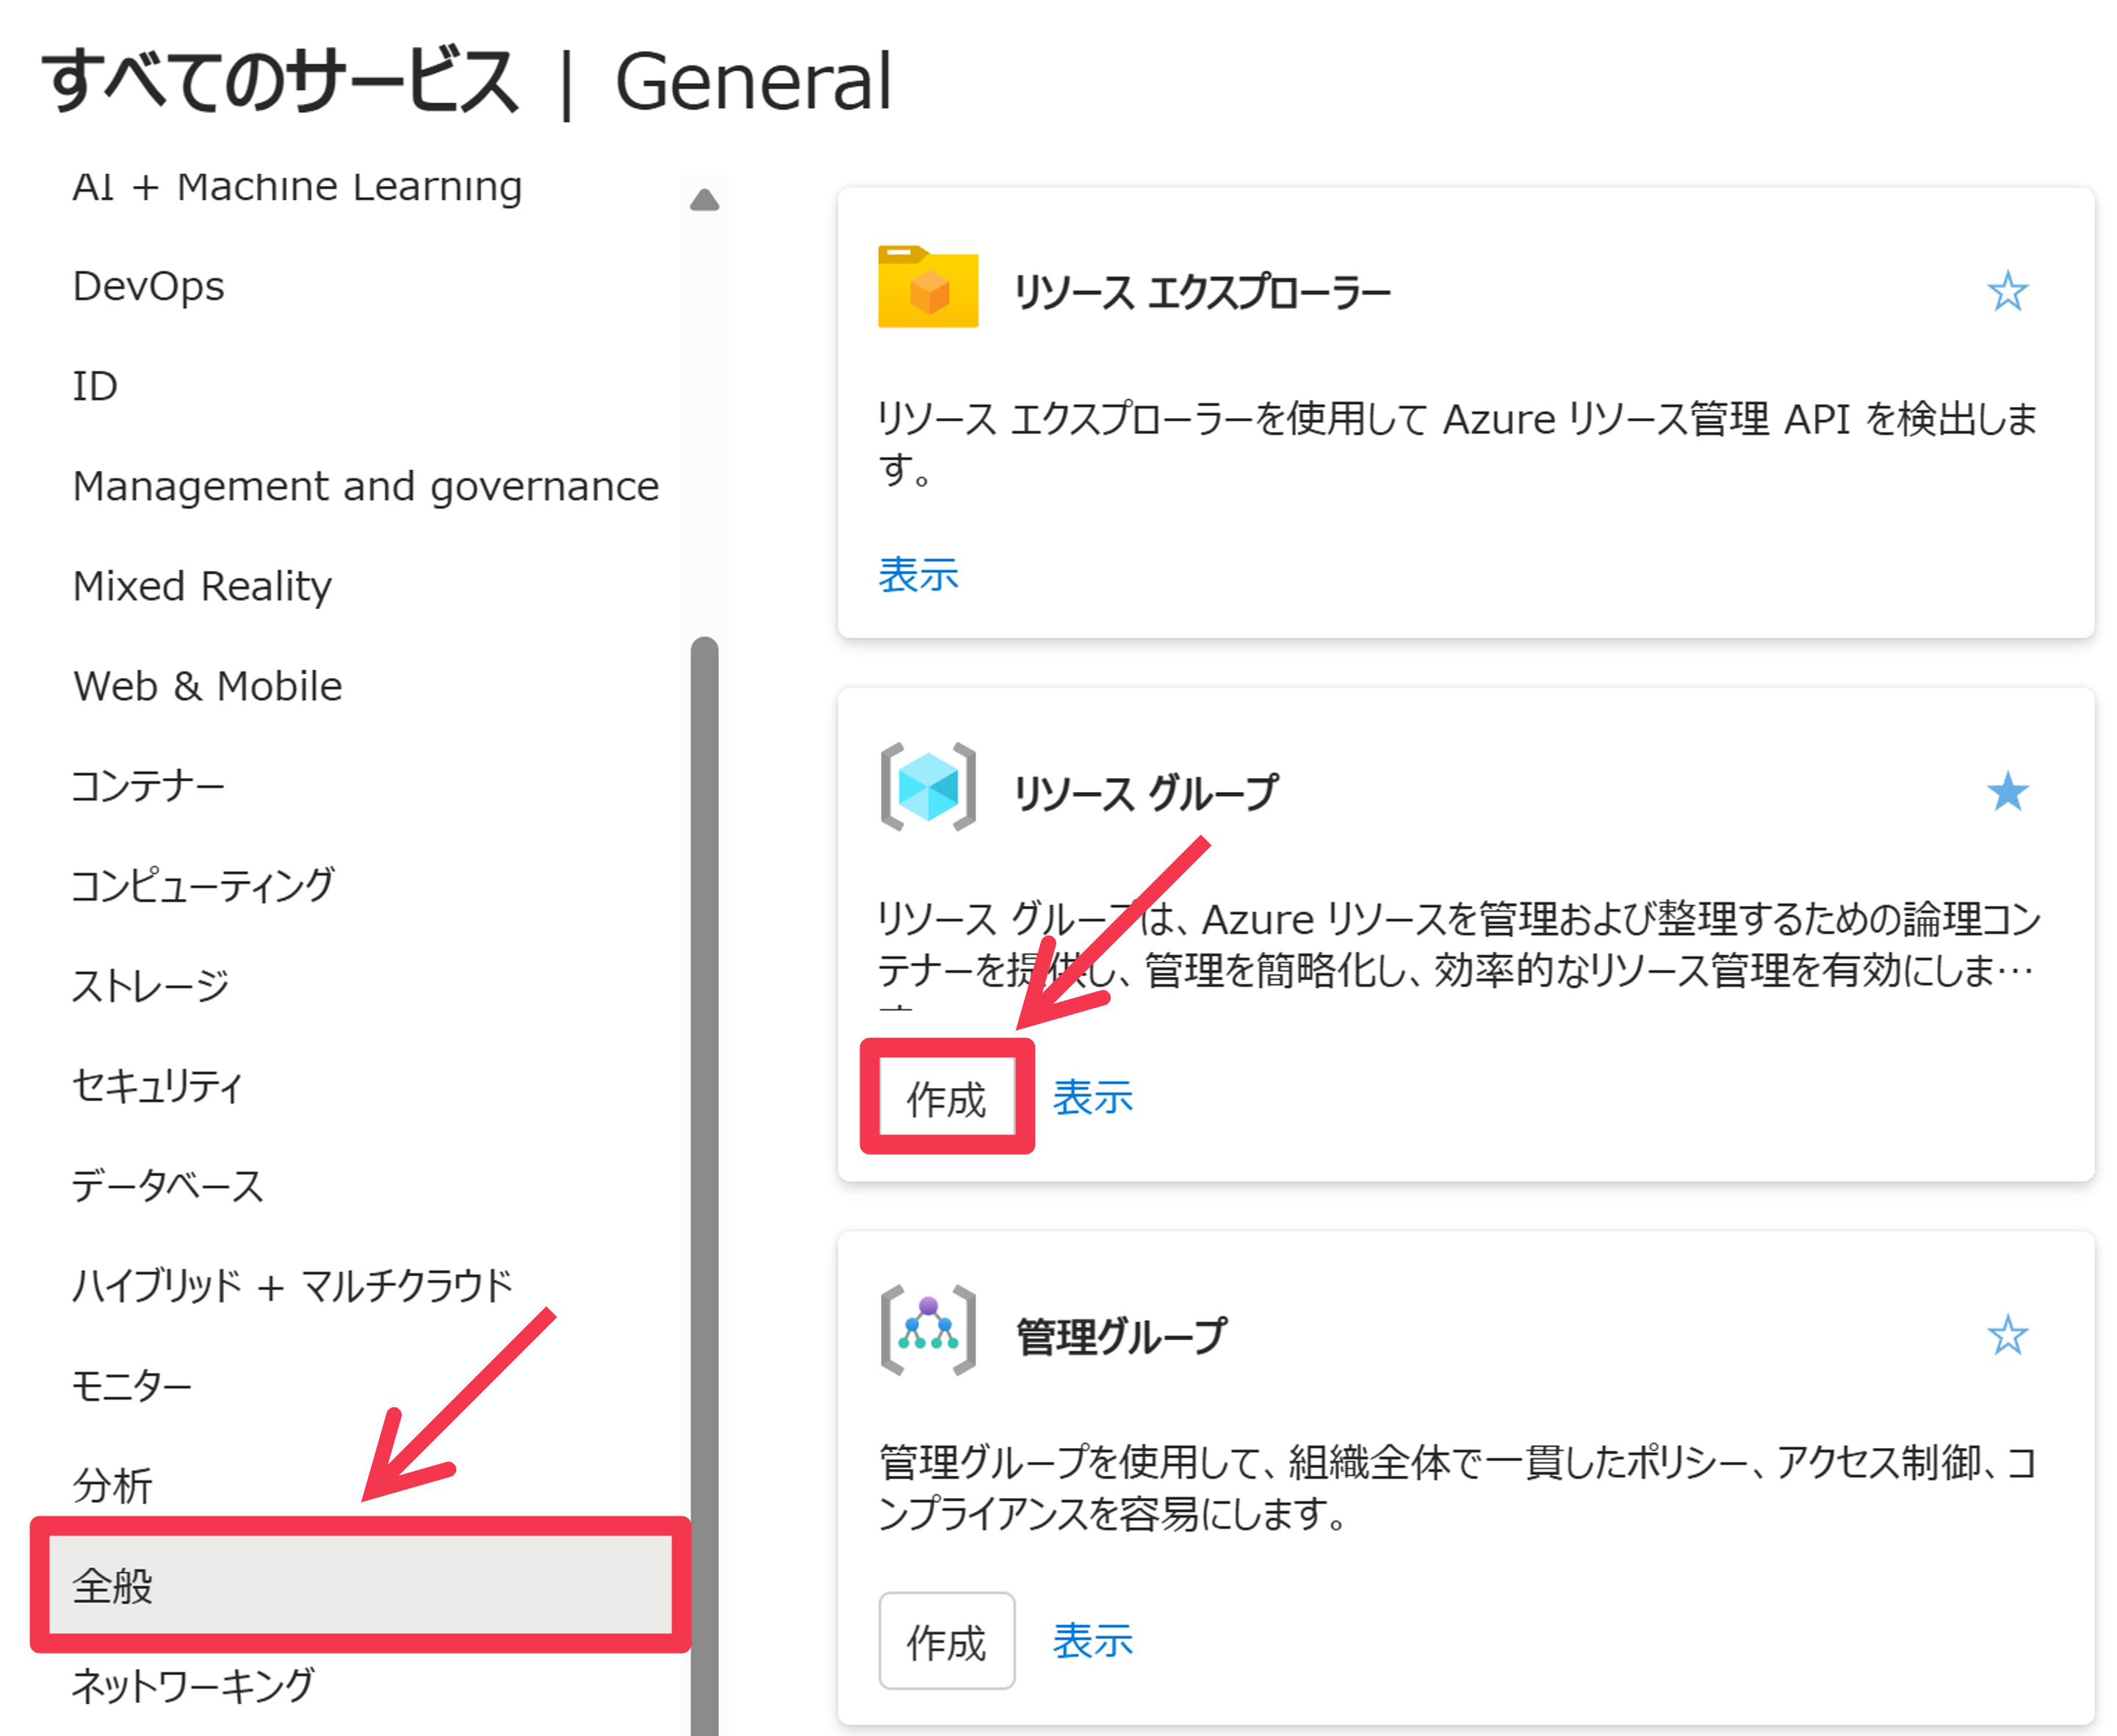 すべてのサービス | General
AI + Machine Learning
DevOps
ID
Management and governance
Mixed Reality
Web & Mobile
コンテナー
コンピューティング
ストレージ
セキュリティ
データベース
ハイブリッド + マルチクラウド
モニター
分析
全般
ネットワーキング
リソース エクスプローラー
リソース エクスプローラーを使用して Azure リソース管理 API を検出しま
す。
表示
リソース グループ
リソース グループは、Azure リソースを管理および整理するための論理コン
テナーを提供し、管理を簡略化し、効率的なリソース管理を有効にしま…
作成 表示
管理グループ
管理グループを使用して、組織全体で一貫したポリシー、アクセス制御、コ
ンプライアンスを容易にします。
作成 表示